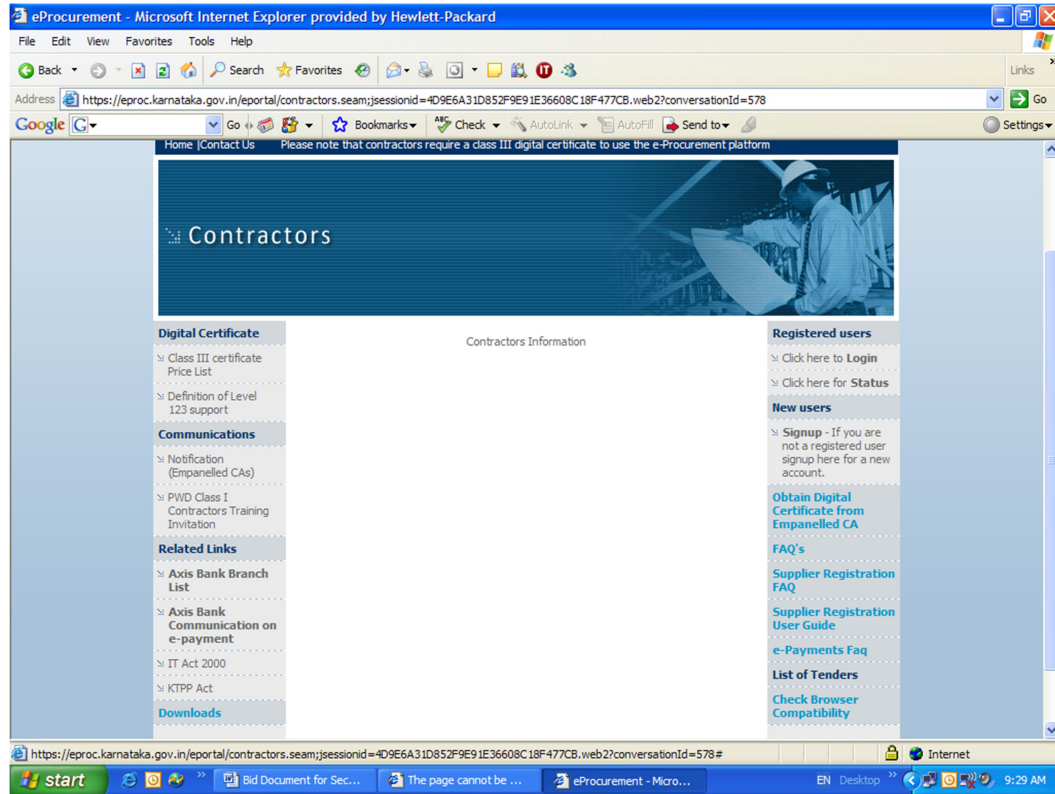 eProcurement - Microsoft Internet Explorer provided by Hewlett-Packard
File Edit View Favorites Tools Help
Back Search Favorites Links
Address https://eproc.karnataka.gov.in/eportal/contractors.seam;jsessionid=4D9E6A31D852F9E91E36608C18F477CB.web2?conversationId=578 Go
Google G Go Bookmarks ABC Check AutoLink AutoFill Send to Settings
Home |Contact Us Please note that contractors require a class III digital certificate to use the e-Procurement platform
Contractors
Digital Certificate
Class III certificate
Price List
Definition of Level
123 support
Communications
Notification
(Empanelled CAs)
PWD Class I
Contractors Training
Invitation
Related Links
Axis Bank Branch
List
Axis Bank
Communication on
e-payment
IT Act 2000
KTPP Act
Downloads
Contractors Information
Registered users
Click here to Login
Click here for Status
New users
Signup - If you are
not a registered user
signup here for a new
account.
Obtain Digital
Certificate from
Empanelled CA
FAQ's
Supplier Registration
FAQ
Supplier Registration
User Guide
e-Payments Faq
List of Tenders
Check Browser
Compatibility
https://eproc.karnataka.gov.in/eportal/contractors.seam;jsessionid=4D9E6A31D852F9E91E36608C18F477CB.web2?conversationId=578# Internet
start Bid Document for Sec... The page cannot be ... eProcurement - Micro... EN Desktop 9:29 AM